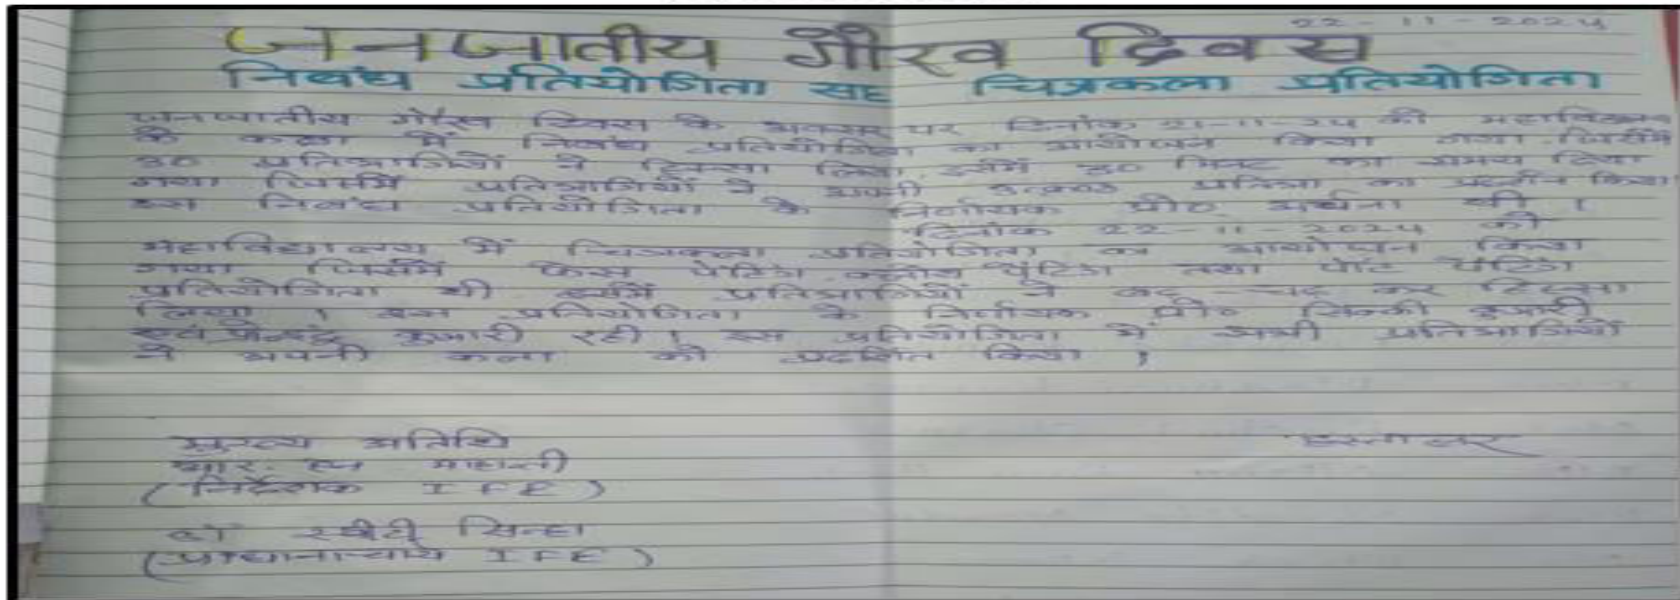 22-11-2024
जनजातीय गौरव दिवस
निबंध प्रतियोगिता सह चित्रकला प्रतियोगिता
जनजातीय गौरव दिवस के अवसर पर दिनांक 21-11-24 को महाविद्यालय
के कक्षा में निबंध प्रतियोगिता का आयोजन किया गया जिसमें
30 प्रतिभागियों ने हिस्सा लिया इसमें 30 मिनट का समय दिया
गया जिसमें प्रतिभागियों ने अपनी प्रतिभा का प्रदर्शन किया
इस निबंध प्रतियोगिता के निर्णायक प्रो० अर्चना थी ।
दिनांक 22-11-2024 को
महाविद्यालय में चित्रकला प्रतियोगिता का आयोजन किया
गया जिसमें फेस पेंटिंग पेंटिंग तथा पॉट पेंटिंग
प्रतियोगिता थी इसमें प्रतिभागियों ने बढ़-चढ़ कर हिस्सा
लिया । इस प्रतियोगिता के निर्णायक प्रो० कुमारी
एवं कुमारी रही । इस प्रतियोगिता में सभी प्रतिभागियों
ने अपनी कला को प्रदर्शित किया ।
मुख्य अतिथि
हस्ताक्षर
आर. एन माहाली
(निर्देशक IFE)
डॉ स्वीटी सिन्हा
(प्राधानाचार्य IFE)